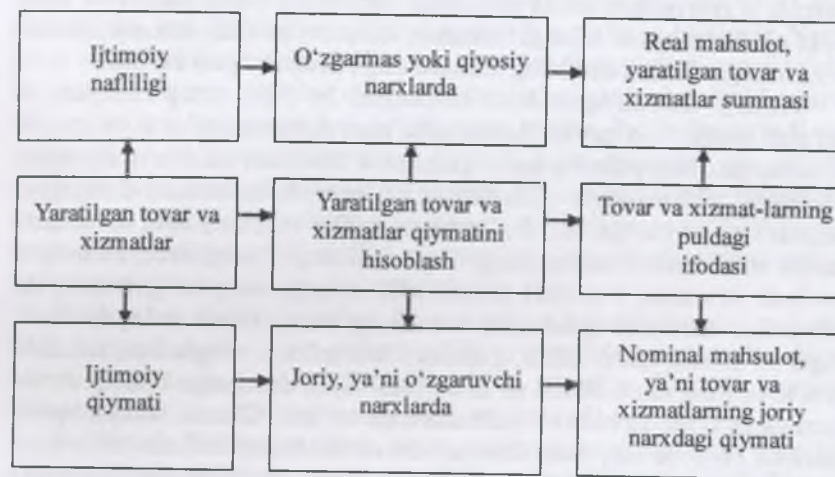 Ijtimoiy
nafliligi
O‘zgarmas yoki qiyosiy
narxlarda
Real mahsulot,
yaratilgan tovar va
xizmatlar summasi
Yaratilgan tovar va
xizmatlar
Yaratilgan tovar va
xizmatlar qiymatini
hisoblash
Tovar va xizmat-larning
puldagi
ifodasi
Ijtimoiy
qiymati
Joriy, ya’ni o‘zgaruvchi
narxlarda
Nominal mahsulot,
ya’ni tovar va
xizmatlarning joriy
narxdagi qiymati